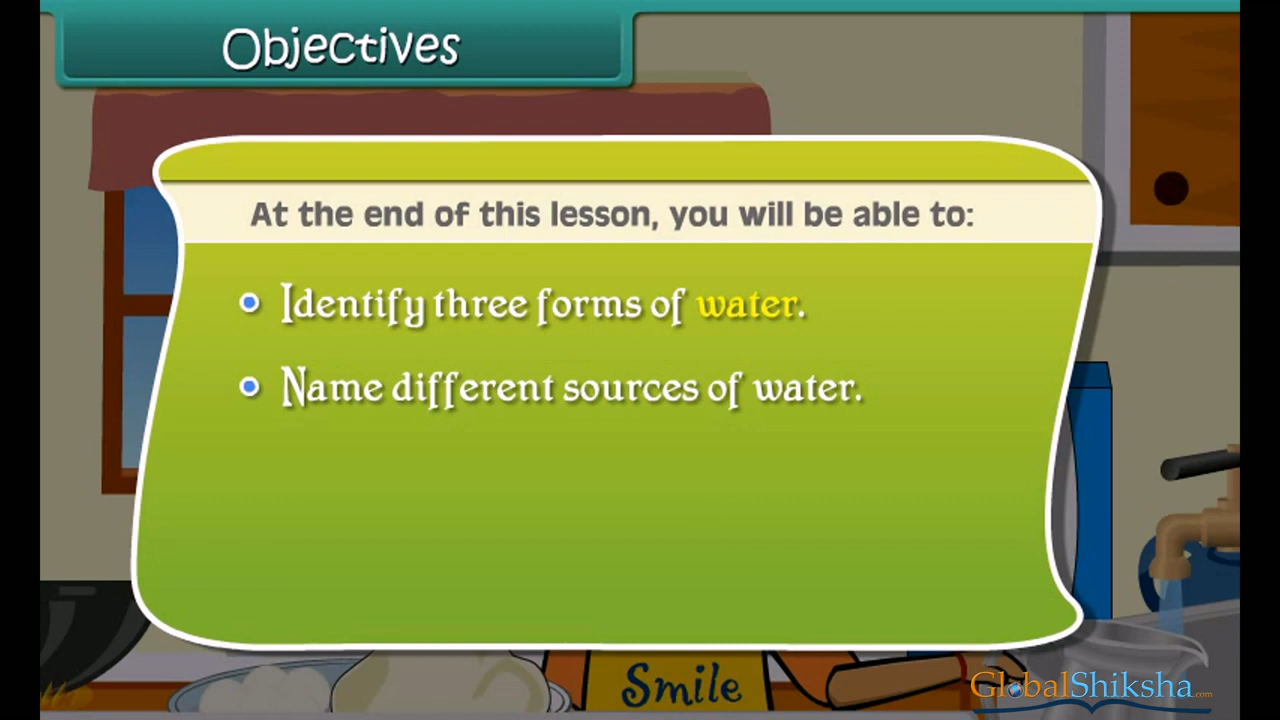 Objectives
At the end of this lesson, you will be able to:
Identify three forms of water.
Name different sources of water.
Smile
GlobalShiksha.com